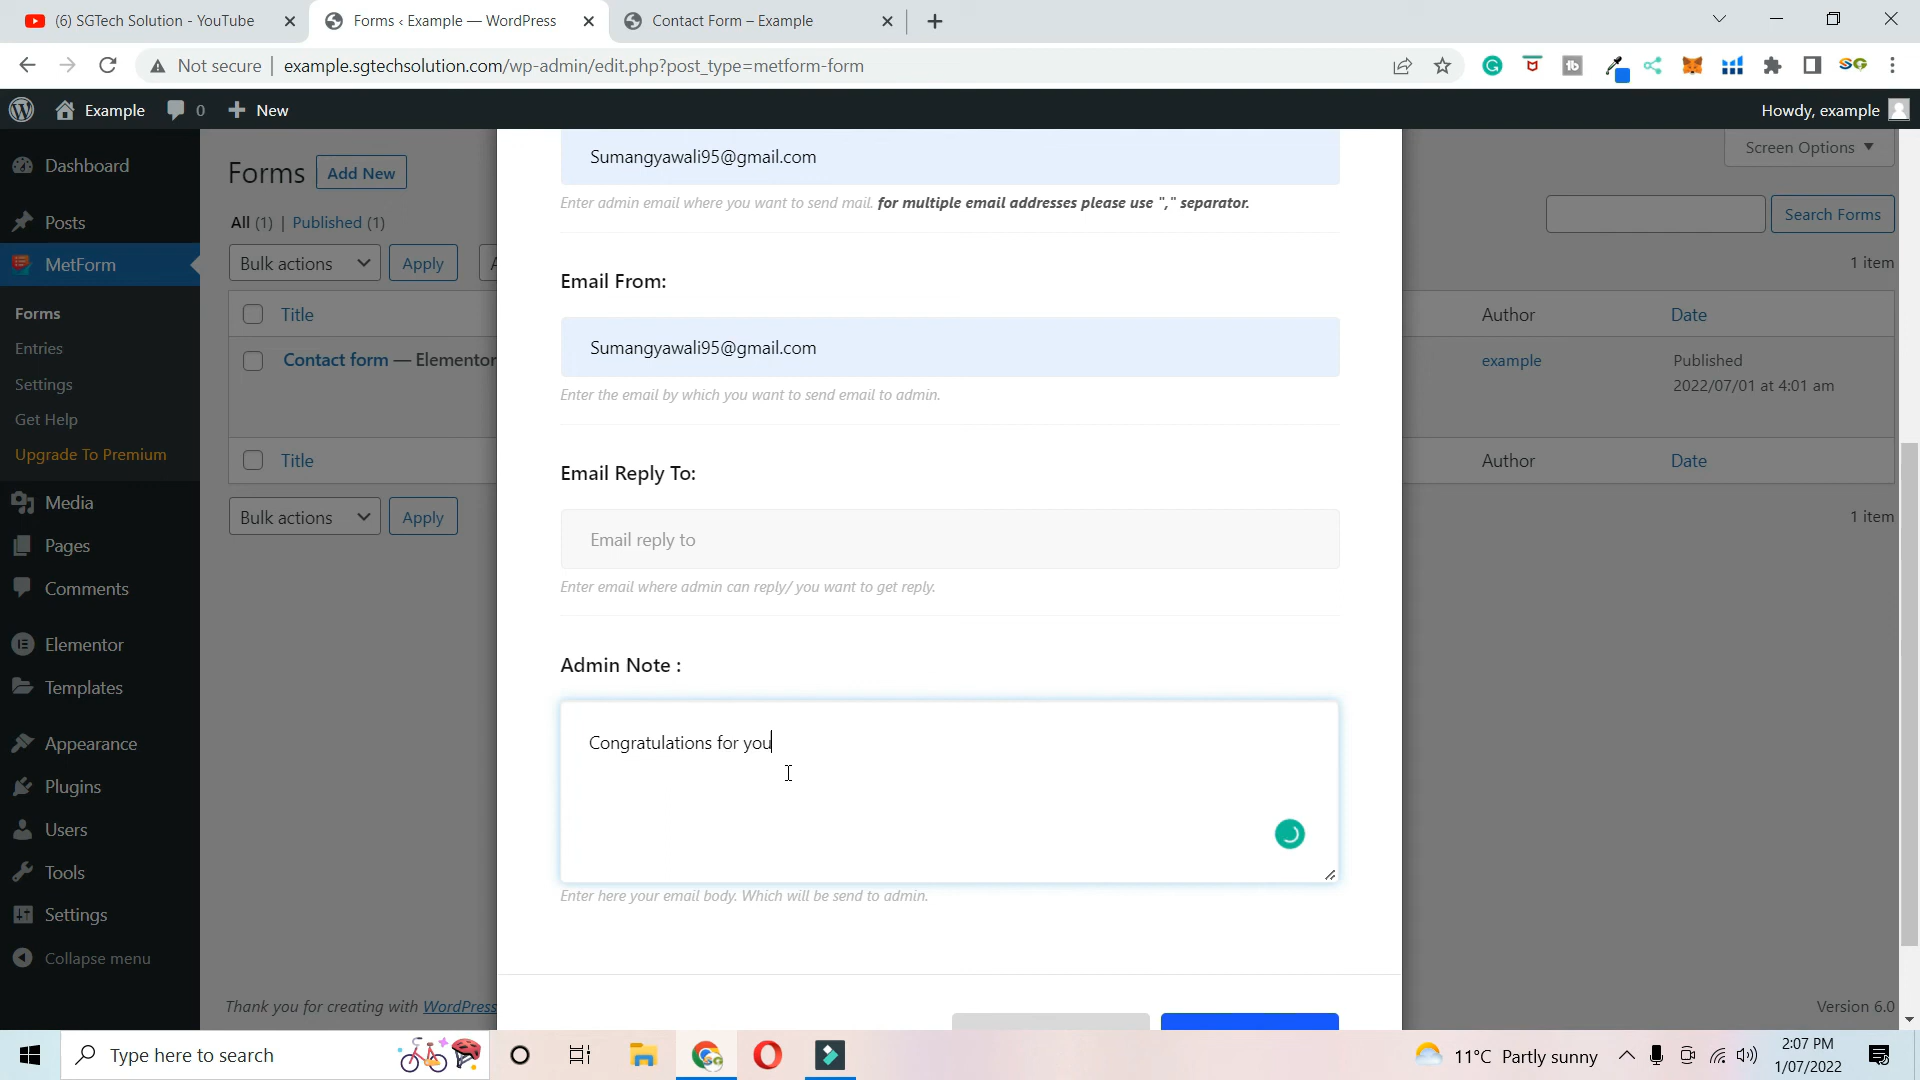 (6) SGTech Solution - YouTube
Forms ‹ Example — WordPress
Contact Form – Example
Not secure
example.sgtechsolution.com/wp-admin/edit.php?post_type=metform-form
Example
0
New
Howdy, example
Dashboard
Posts
MetForm
Forms
Entries
Settings
Get Help
Upgrade To Premium
Media
Pages
Comments
Elementor
Templates
Appearance
Plugins
Users
Tools
Settings
Collapse menu
Forms
Add New
Screen Options
All (1) | Published (1)
Search Forms
Bulk actions
Apply
1 item
Title
Author
Date
Contact form — Elementor
example
Published
2022/07/01 at 4:01 am
Title
Author
Date
Bulk actions
Apply
1 item
Sumangyawali95@gmail.com
Enter admin email where you want to send mail. for multiple email addresses please use "," separator.
Email From:
Sumangyawali95@gmail.com
Enter the email by which you want to send email to admin.
Email Reply To:
Email reply to
Enter email where admin can reply/ you want to get reply.
Admin Note :
Congratulations for you
Enter here your email body. Which will be send to admin.
Thank you for creating with WordPress
Version 6.0
Type here to search
11°C Partly sunny
2:07 PM
1/07/2022